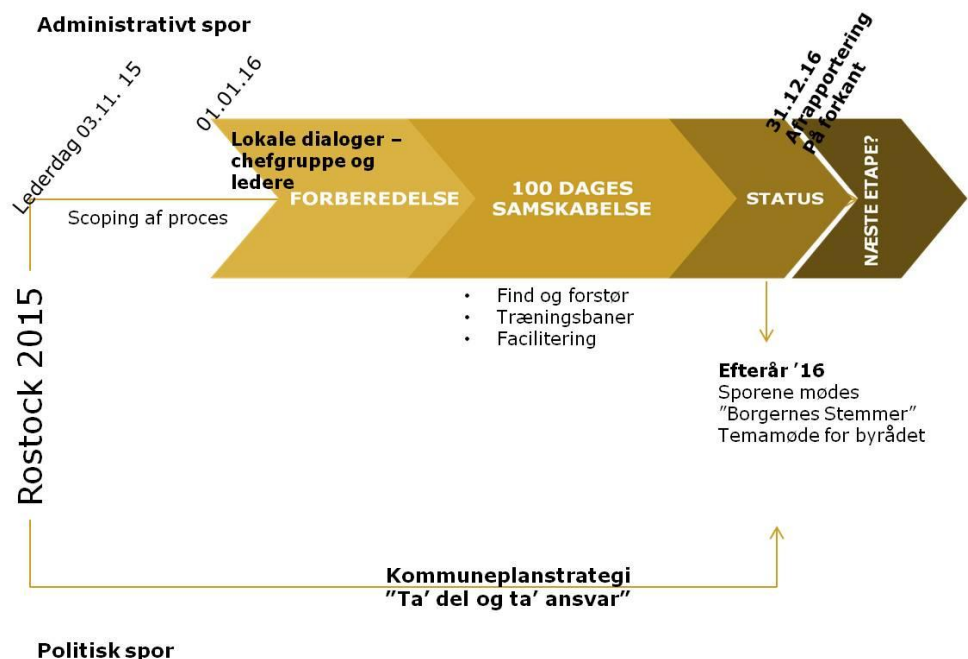 Administrativt spor
Lederdag 03.11. 15
01.01.16
31.12.16
Afrapportering
På forkant
Lokale dialoger –
chefgruppe og
ledere
FORBEREDELSE
100 DAGES
SAMSKABELSE
STATUS
NÆSTE ETAPE?
Scoping af proces
Rostock 2015
• Find og forstør
• Træningsbaner
• Facilitering
Efterår ’16
Sporene mødes
”Borgernes Stemmer”
Temamøde for byrådet
Kommuneplanstrategi
”Ta’ del og ta’ ansvar”
Politisk spor